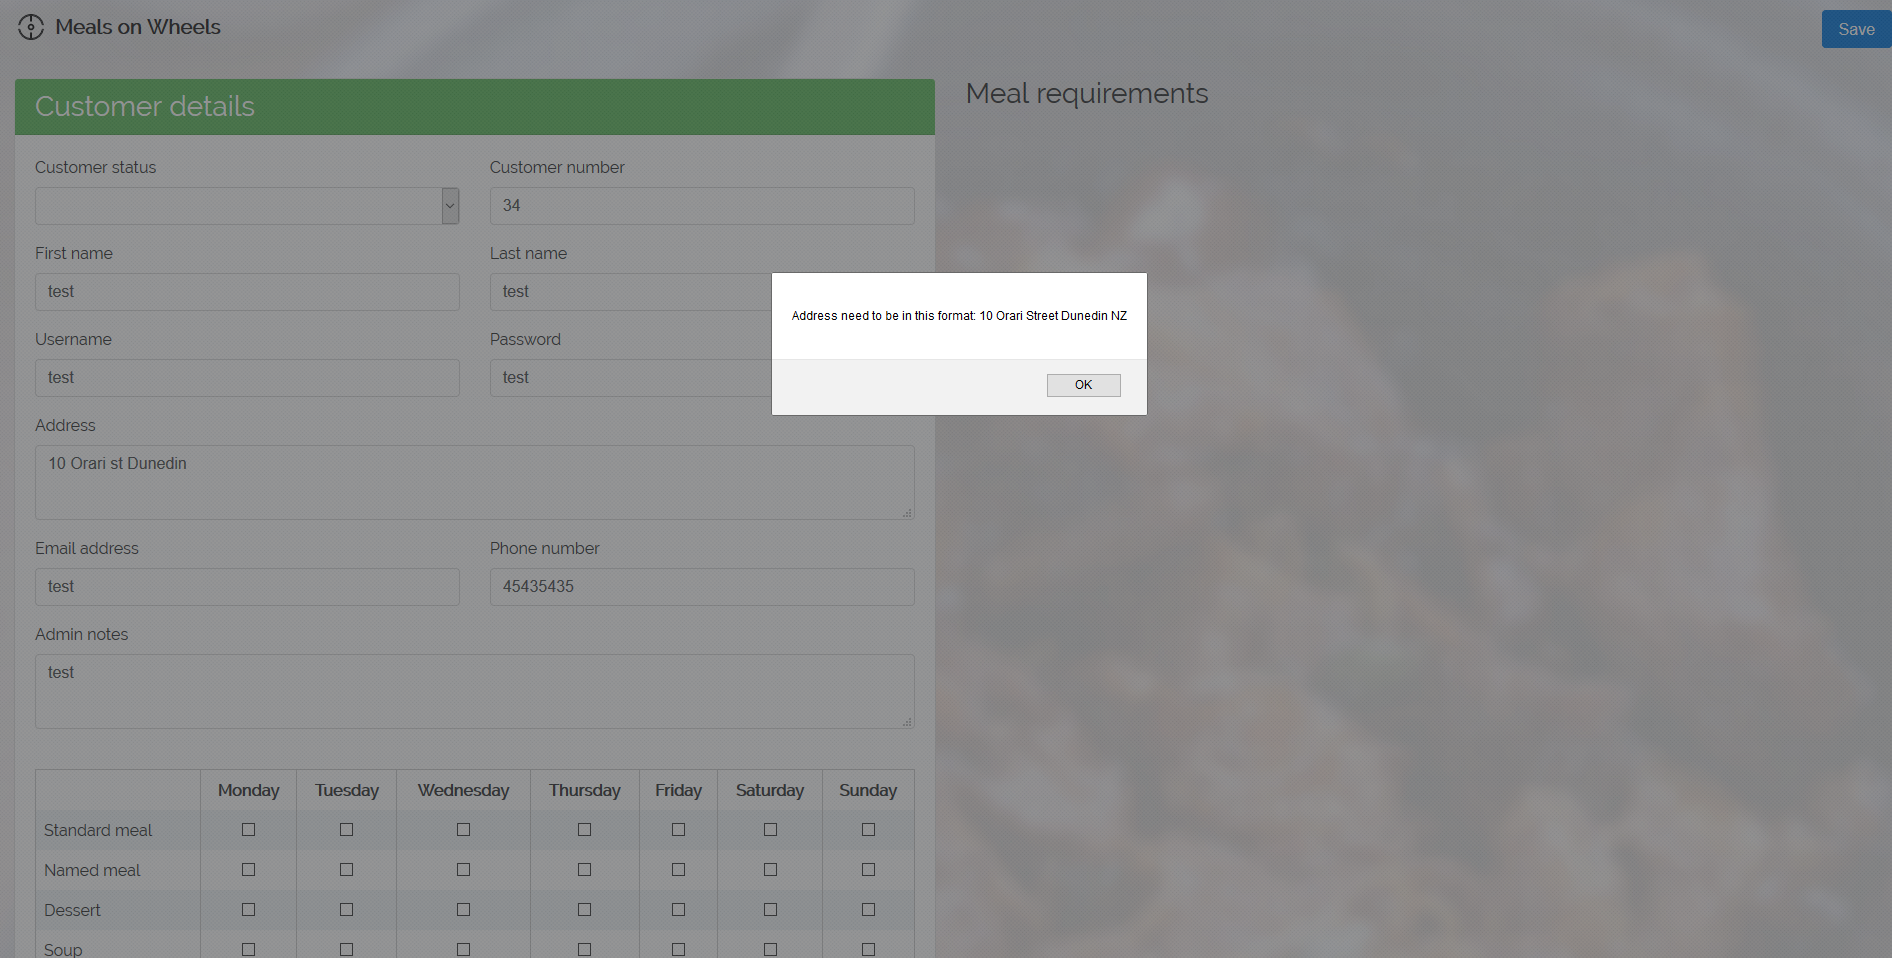 Meals on Wheels
Save
Customer details
Meal requirements
Customer status
Customer number
34
First name
Last name
test
test
Address need to be in this format: 10 Orari Street Dunedin NZ
OK
Username
Password
test
test
Address
10 Orari st Dunedin
Email address
Phone number
test
45435435
Admin notes
test
Monday Tuesday Wednesday Thursday Friday Saturday Sunday
Standard meal
Named meal
Dessert
Soup